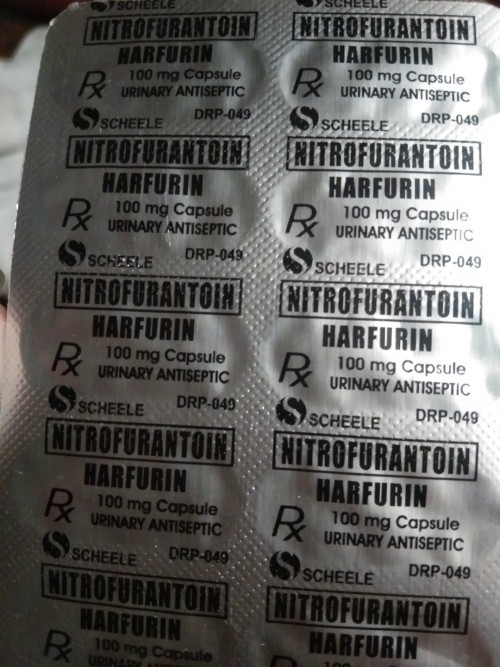 SCHEELE
NITROFURANTOIN
HARFURIN
Rx 100 mg Capsule
URINARY ANTISEPTIC
SCHEELE DRP-049
NITROFURANTOIN
HARFURIN
Rx 100 mg Capsule
URINARY ANTISEPTIC
SCHEELE DRP-049
NITROFURANTOIN
HARFURIN
Rx 100 mg Capsule
URINARY ANTISEPTIC
SCHEELE DRP-049
NITROFURANTOIN
HARFURIN
Rx 100 mg Capsule
URINARY ANTISEPTIC
SCHEELE DRP-049
NITROFURANTOIN
HARFURIN
Rx 100 mg Capsule
SCHEELE
NITROFURANTOIN
HARFURIN
Rx 100 mg Capsule
URINARY ANTISEPTIC
SCHEELE DRP-049
NITROFURANTOIN
HARFURIN
Rx 100 mg Capsule
URINARY ANTISEPTIC
SCHEELE DRP-049
NITROFURANTOIN
HARFURIN
Rx 100 mg Capsule
URINARY ANTISEPTIC
SCHEELE DRP-049
NITROFURANTOIN
HARFURIN
Rx 100 mg Capsule
URINARY ANTISEPTIC
SCHEELE DRP-049
NITROFURANTOIN
HARFURIN